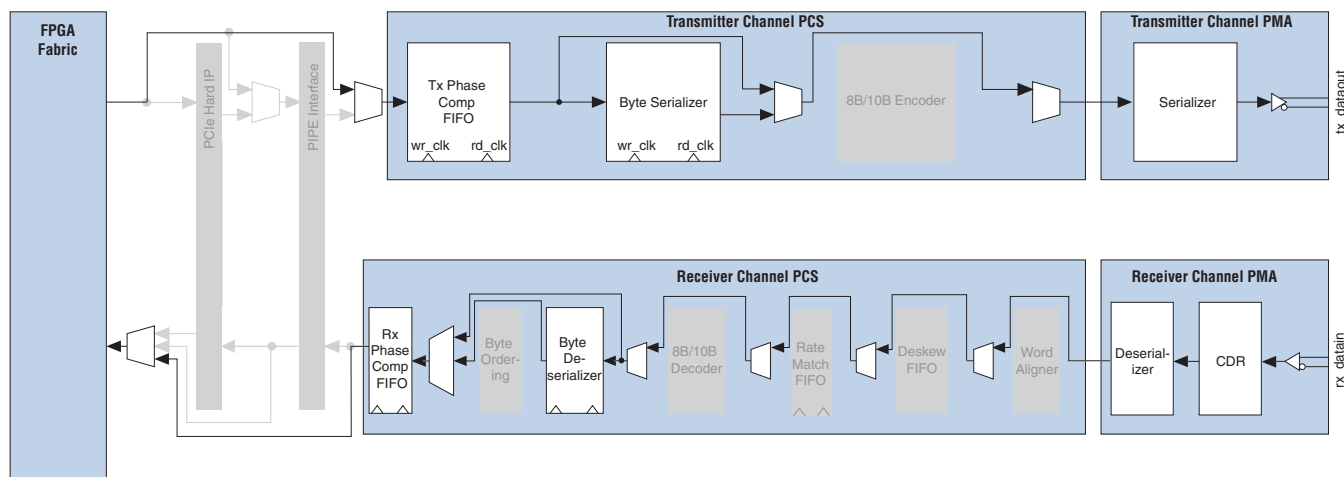 FPGA
Fabric
PCIe Hard IP
PIPE Interface
Transmitter Channel PCS
Tx Phase
Comp
FIFO
wr_clk
rd_clk
Byte Serializer
wr_clk
rd_clk
8B/10B Encoder
Transmitter Channel PMA
Serializer
tx_dataout
Receiver Channel PCS
Rx
Phase
Comp
FIFO
Byte
Order-
ing
Byte
De-
serializer
8B/10B
Decoder
Rate
Match
FIFO
Deskew
FIFO
Word
Aligner
Receiver Channel PMA
Deserial-
izer
CDR
rx_datain